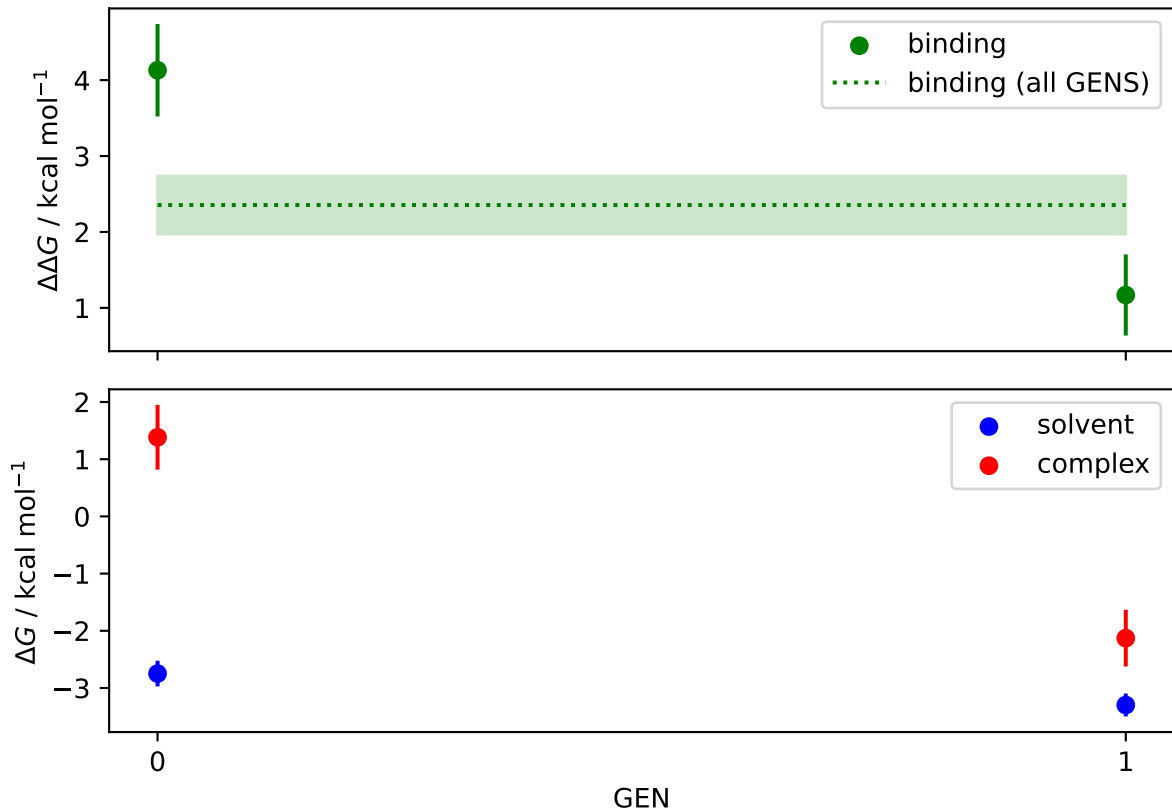 ΔΔG / kcal mol⁻¹
4
3
2
1
binding
binding (all GENS)
ΔG / kcal mol⁻¹
2
1
0
−1
−2
−3
solvent
complex
0
1
GEN